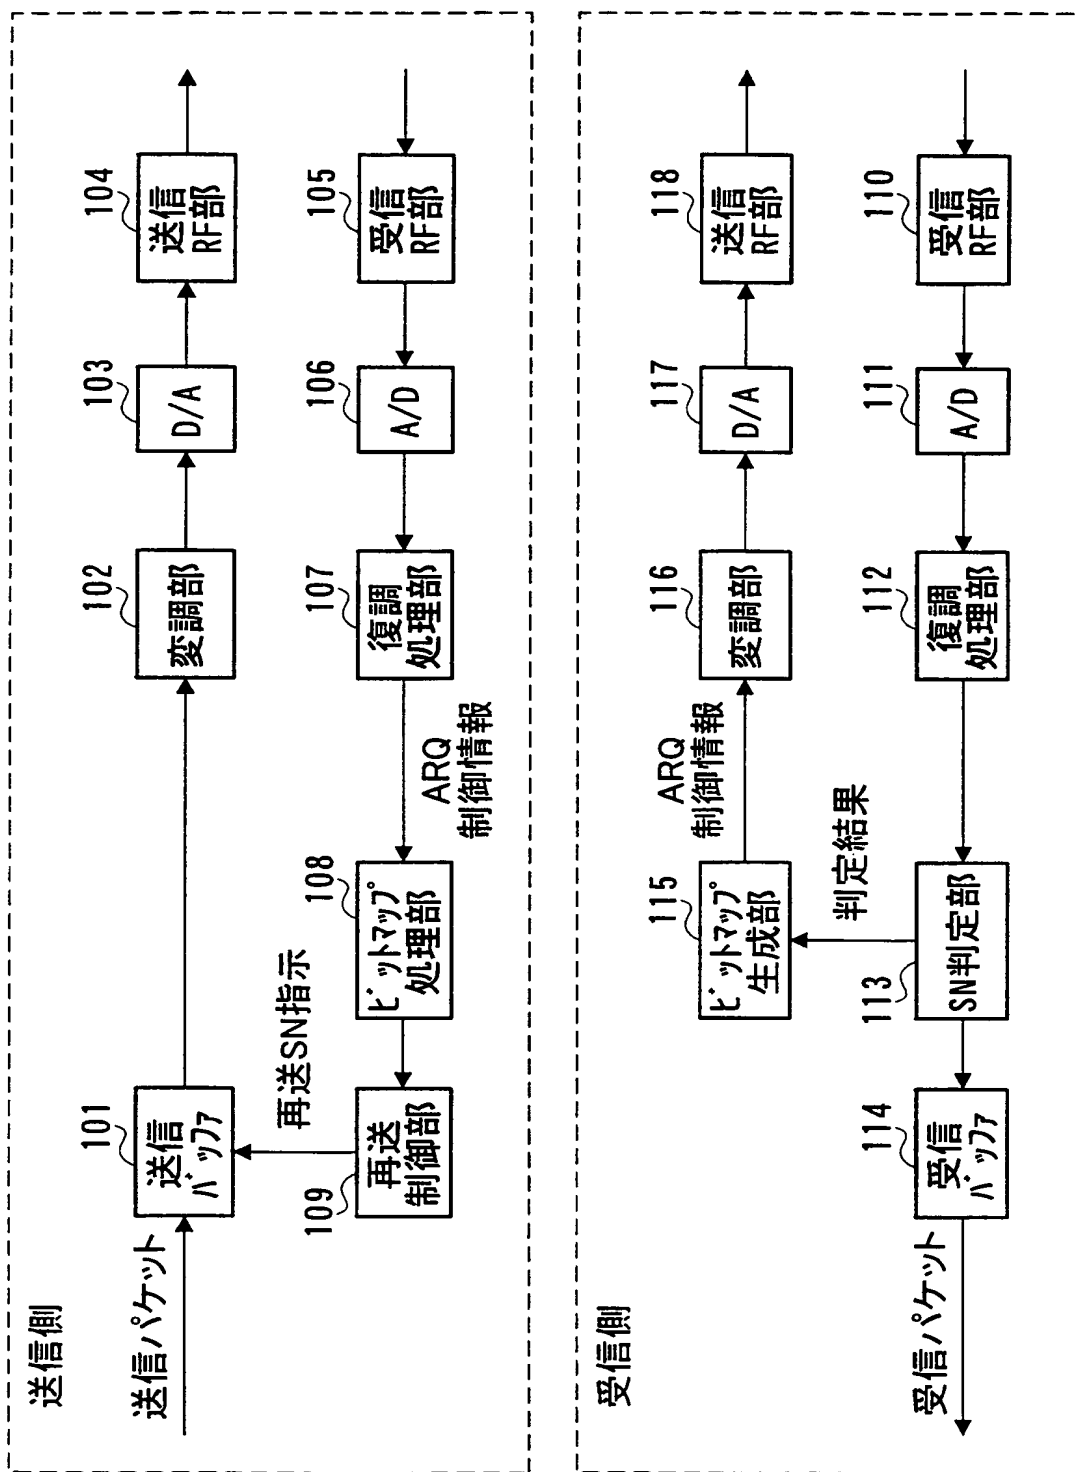 送信側
送信パケット
101
送信
バッファ
102
変調部
103
D/A
104
送信
RF部
再送SN指示
109
再送
制御部
108
ビットマップ
処理部
ARQ
制御情報
107
復調
処理部
106
A/D
105
受信
RF部
受信側
115
ビットマップ
生成部
ARQ
制御情報
116
変調部
117
D/A
118
送信
RF部
判定結果
受信パケット
114
受信
バッファ
113
SN判定部
112
復調
処理部
111
A/D
110
受信
RF部